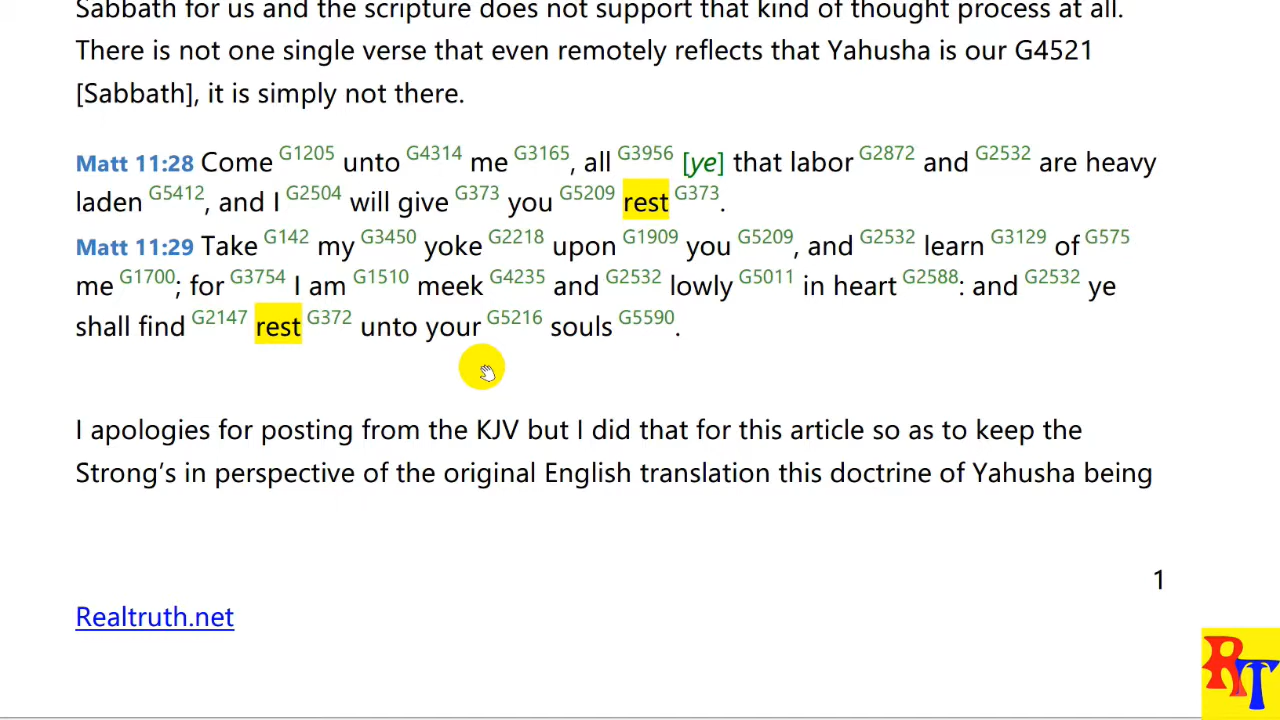 Sabbath for us and the scripture does not support that kind of thought process at all.
There is not one single verse that even remotely reflects that Yahusha is our G4521
[Sabbath], it is simply not there.
Matt 11:28 Come G1205 unto G4314 me G3165, all G3956 [ye] that labor G2872 and G2532 are heavy
laden G5412, and I G2504 will give G373 you G5209 rest G373.
Matt 11:29 Take G142 my G3450 yoke G2218 upon G1909 you G5209, and G2532 learn G3129 of G575
me G1700; for G3754 I am G1510 meek G4235 and G2532 lowly G5011 in heart G2588: and G2532 ye
shall find G2147 rest G372 unto your G5216 souls G5590.
I apologies for posting from the KJV but I did that for this article so as to keep the
Strong’s in perspective of the original English translation this doctrine of Yahusha being
1
Realtruth.net
RT